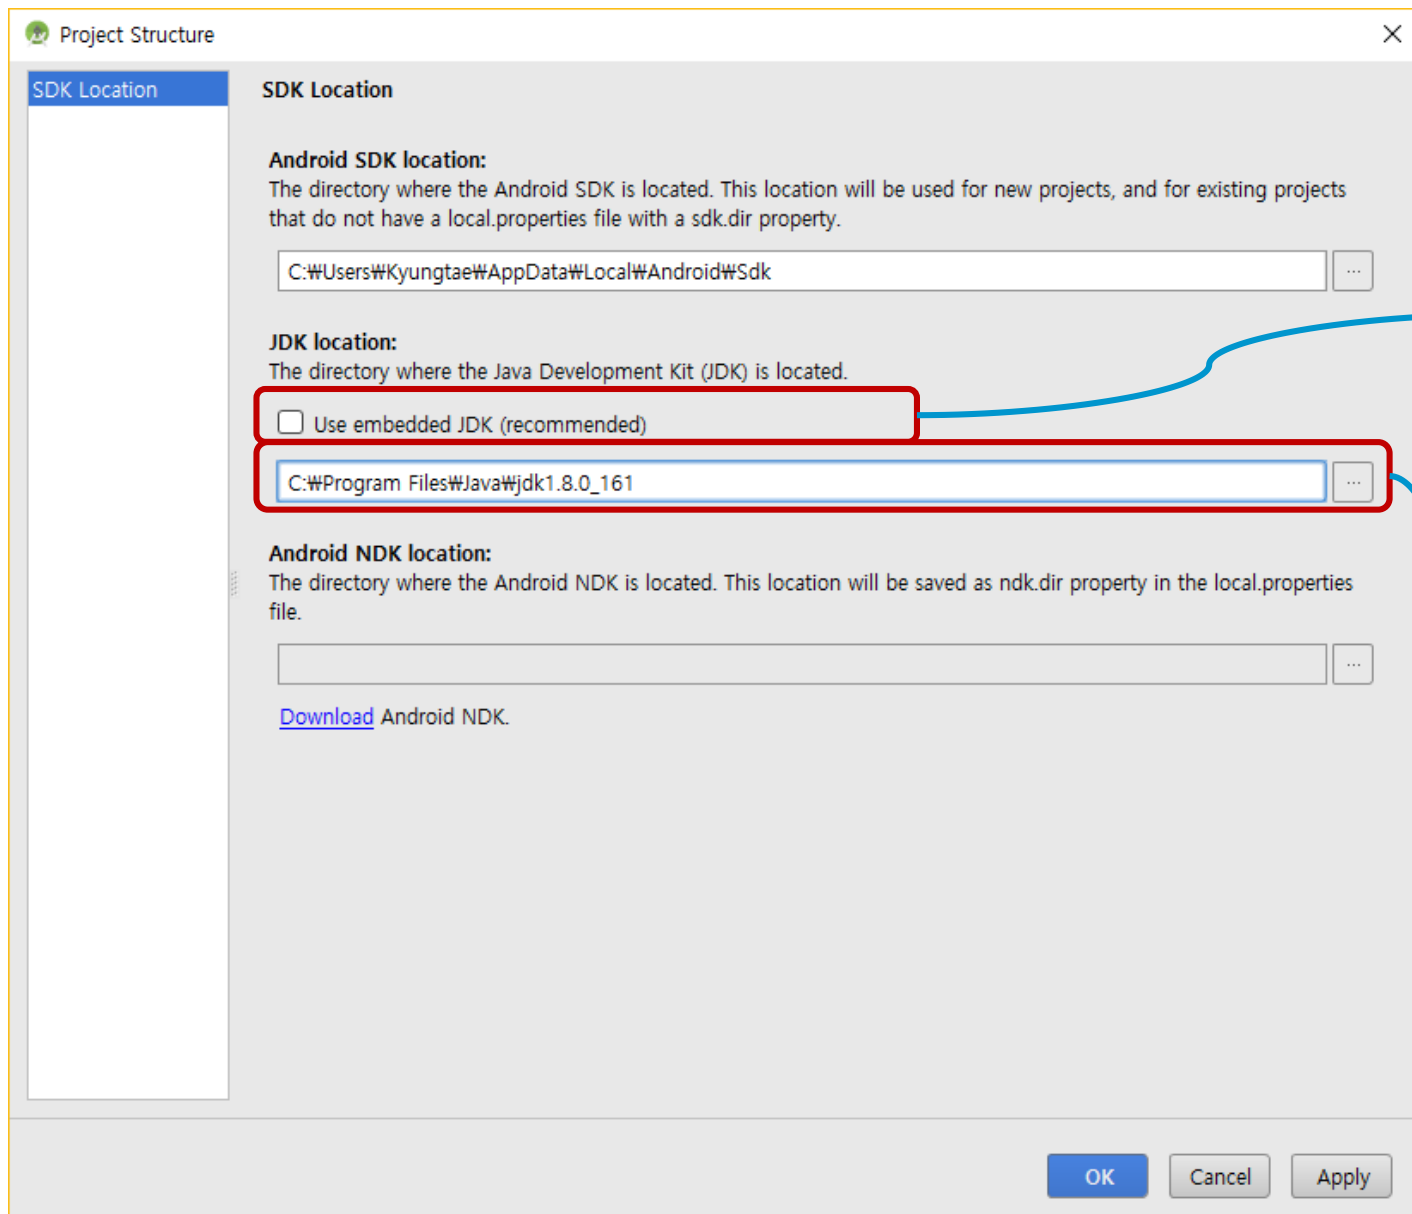 Project Structure
SDK Location
SDK Location
Android SDK location:
The directory where the Android SDK is located. This location will be used for new projects, and for existing projects
that do not have a local.properties file with a sdk.dir property.
C:₩Users₩Kyungtae₩AppData₩Local₩Android₩Sdk
...
JDK location:
The directory where the Java Development Kit (JDK) is located.
Use embedded JDK (recommended)
C:₩Program Files₩Java₩jdk1.8.0_161
...
Android NDK location:
The directory where the Android NDK is located. This location will be saved as ndk.dir property in the local.properties
file.
...
Download Android NDK.
OK
Cancel
Apply